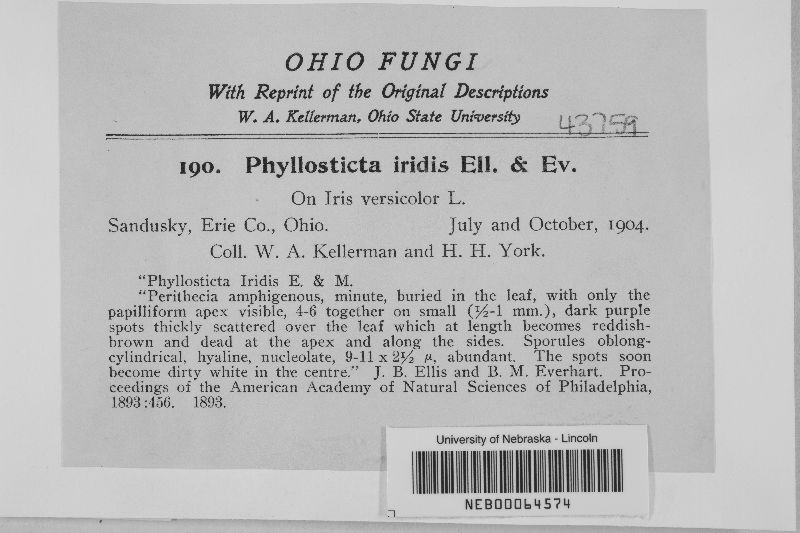 OHIO FUNGI
With Reprint of the Original Descriptions
W. A. Kellerman, Ohio State University
43759
190. Phyllosticta iridis Ell. & Ev.
On Iris versicolor L.
Sandusky, Erie Co., Ohio. July and October, 1904.
Coll. W. A. Kellerman and H. H. York.
"Phyllosticta Iridis E. & M.
"Perithecia amphigenous, minute, buried in the leaf, with only the
papilliform apex visible, 4-6 together on small (½-1 mm.), dark purple
spots thickly scattered over the leaf which at length becomes reddish-
brown and dead at the apex and along the sides. Sporules oblong-
cylindrical, hyaline, nucleolate, 9-11 x 2½ µ, abundant. The spots soon
become dirty white in the centre." J. B. Ellis and B. M. Everhart. Pro-
ceedings of the American Academy of Natural Sciences of Philadelphia,
1893:456. 1893.
University of Nebraska - Lincoln
NEB00064574